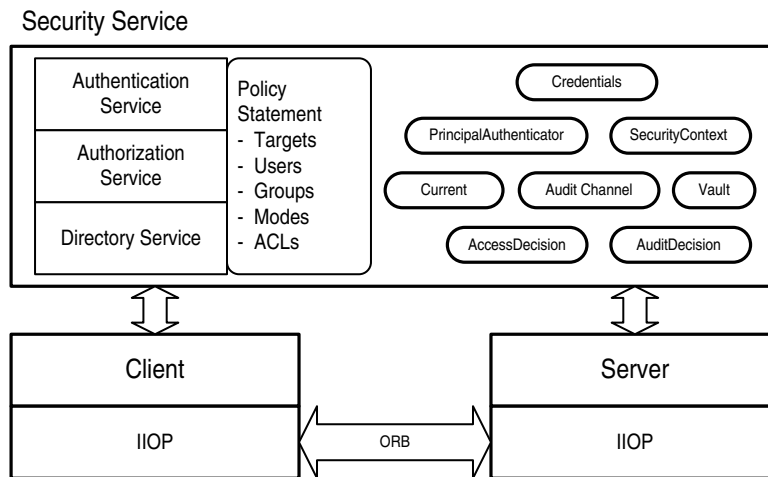 Security Service
Authentication
Service
Authorization
Service
Directory Service
Policy
Statement
- Targets
- Users
- Groups
- Modes
- ACLs
Credentials
PrincipalAuthenticator
SecurityContext
Current
Audit Channel
Vault
AccessDecision
AuditDecision
Client
Server
IIOP
ORB
IIOP